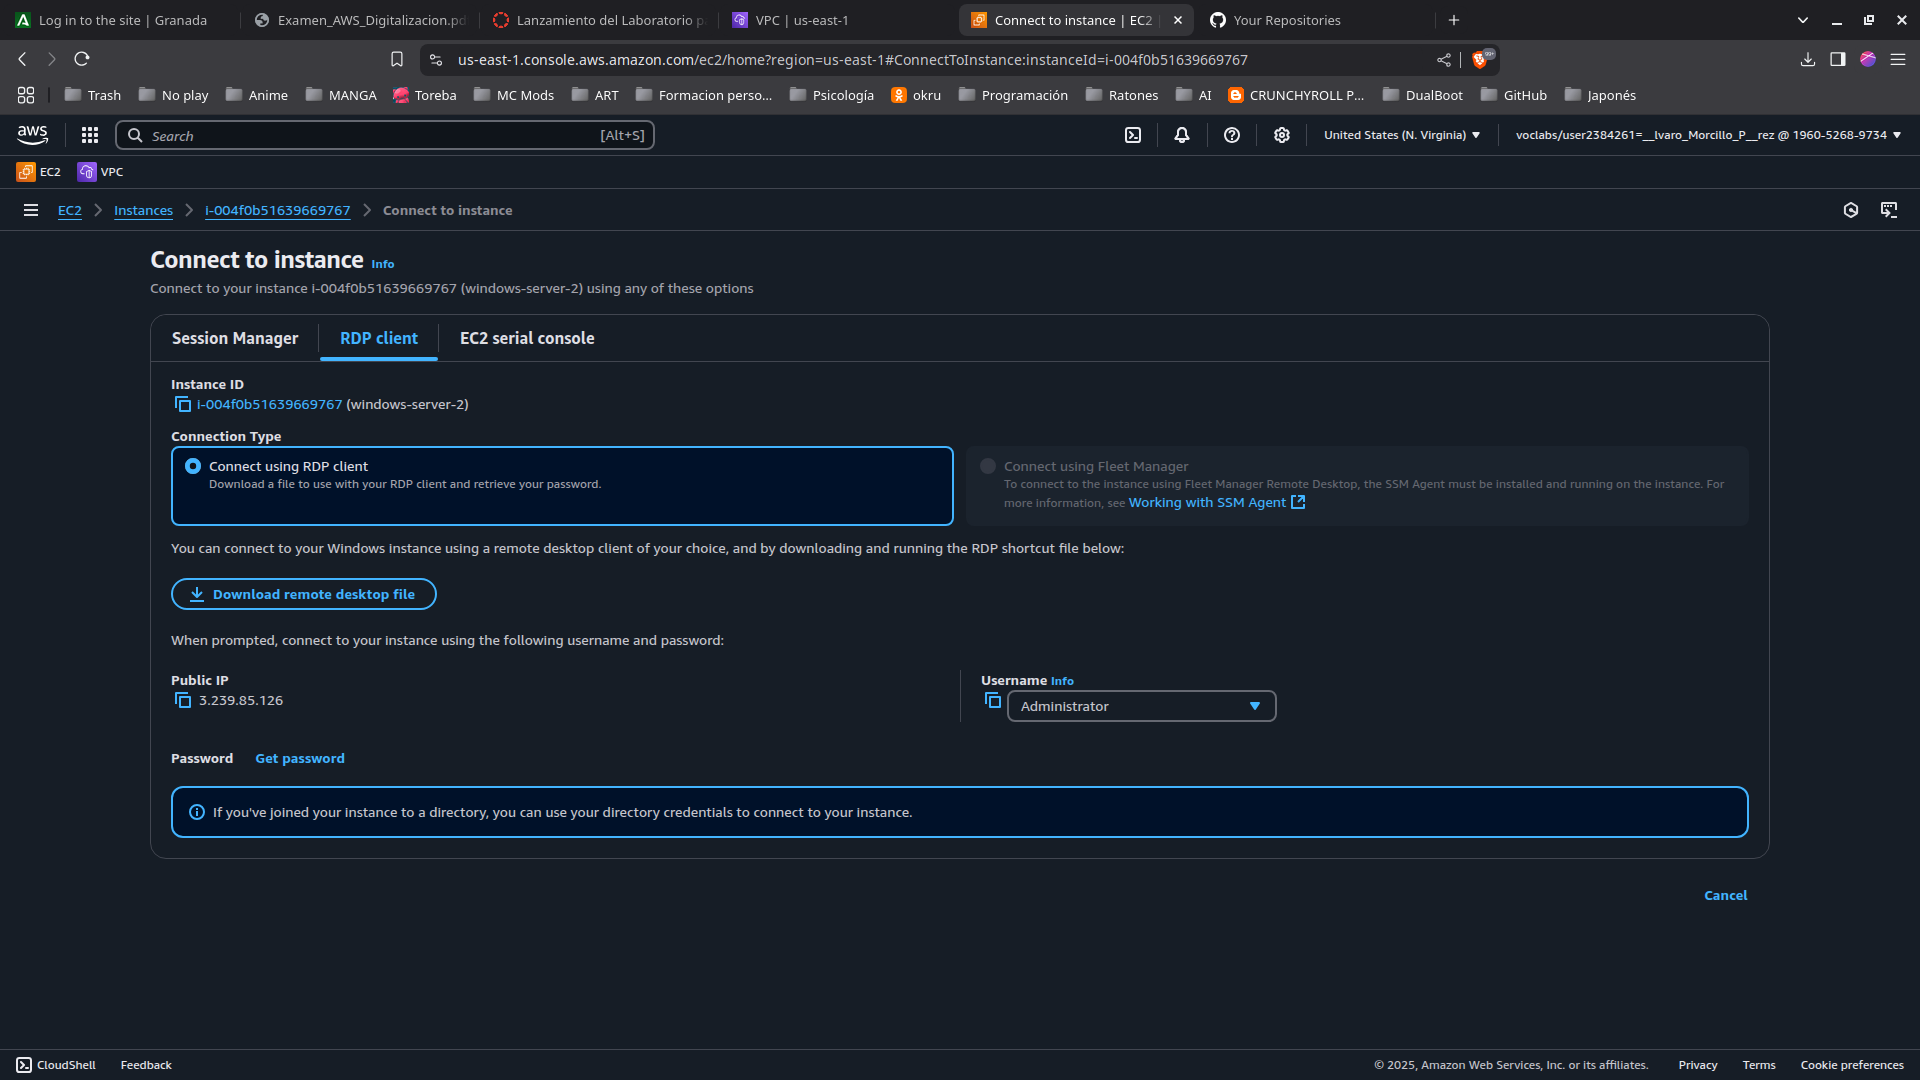 Log in to the site | Granada
Examen_AWS_Digitalizacion.pd
Lanzamiento del Laboratorio p
VPC | us-east-1
Connect to instance | EC2
Your Repositories
us-east-1.console.aws.amazon.com/ec2/home?region=us-east-1#ConnectToInstance:instanceId=i-004f0b51639669767
99+
Trash
No play
Anime
MANGA
Toreba
MC Mods
ART
Formacion perso...
Psicología
okru
Programación
Ratones
AI
CRUNCHYROLL P...
DualBoot
GitHub
Japonés
aws
Search
[Alt+S]
United States (N. Virginia)
voclabs/user2384261=__lvaro_Morcillo_P__rez @ 1960-5268-9734
EC2
VPC
EC2
Instances
i-004f0b51639669767
Connect to instance
Connect to instance Info
Connect to your instance i-004f0b51639669767 (windows-server-2) using any of these options
Session Manager
RDP client
EC2 serial console
Instance ID
i-004f0b51639669767 (windows-server-2)
Connection Type
Connect using RDP client
Download a file to use with your RDP client and retrieve your password.
Connect using Fleet Manager
To connect to the instance using Fleet Manager Remote Desktop, the SSM Agent must be installed and running on the instance. For
more information, see Working with SSM Agent
You can connect to your Windows instance using a remote desktop client of your choice, and by downloading and running the RDP shortcut file below:
Download remote desktop file
When prompted, connect to your instance using the following username and password:
Public IP
3.239.85.126
Username Info
Administrator
Password
Get password
If you've joined your instance to a directory, you can use your directory credentials to connect to your instance.
Cancel
CloudShell
Feedback
© 2025, Amazon Web Services, Inc. or its affiliates.
Privacy
Terms
Cookie preferences